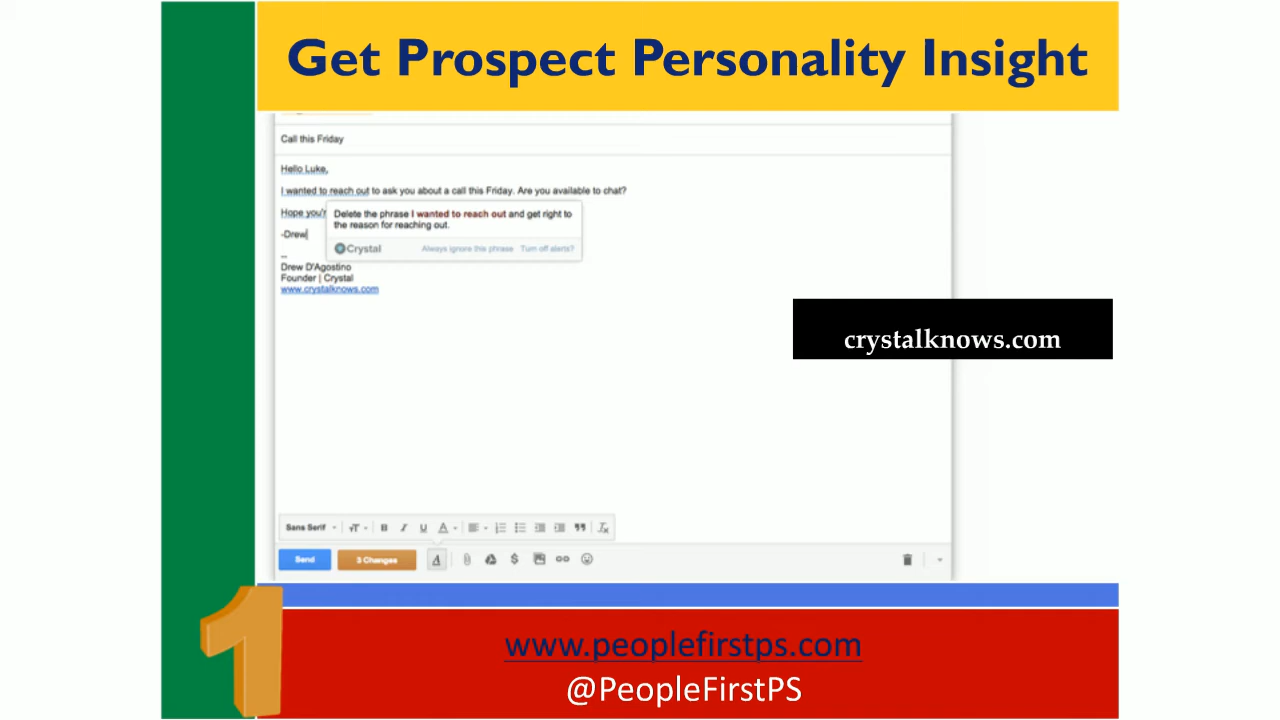 Get Prospect Personality Insight
Call this Friday
Hello Luke,
I wanted to reach out to ask you about a call this Friday. Are you available to chat?
Hope you'r
Delete the phrase I wanted to reach out and get right to
the reason for reaching out.
-Drew
Crystal Always ignore this phrase Turn off alerts?
--
Drew D'Agostino
Founder | Crystal
www.crystalknows.com
crystalknows.com
Sans Serif
Send 3 Changes
1
www.peoplefirstps.com
@PeopleFirstPS